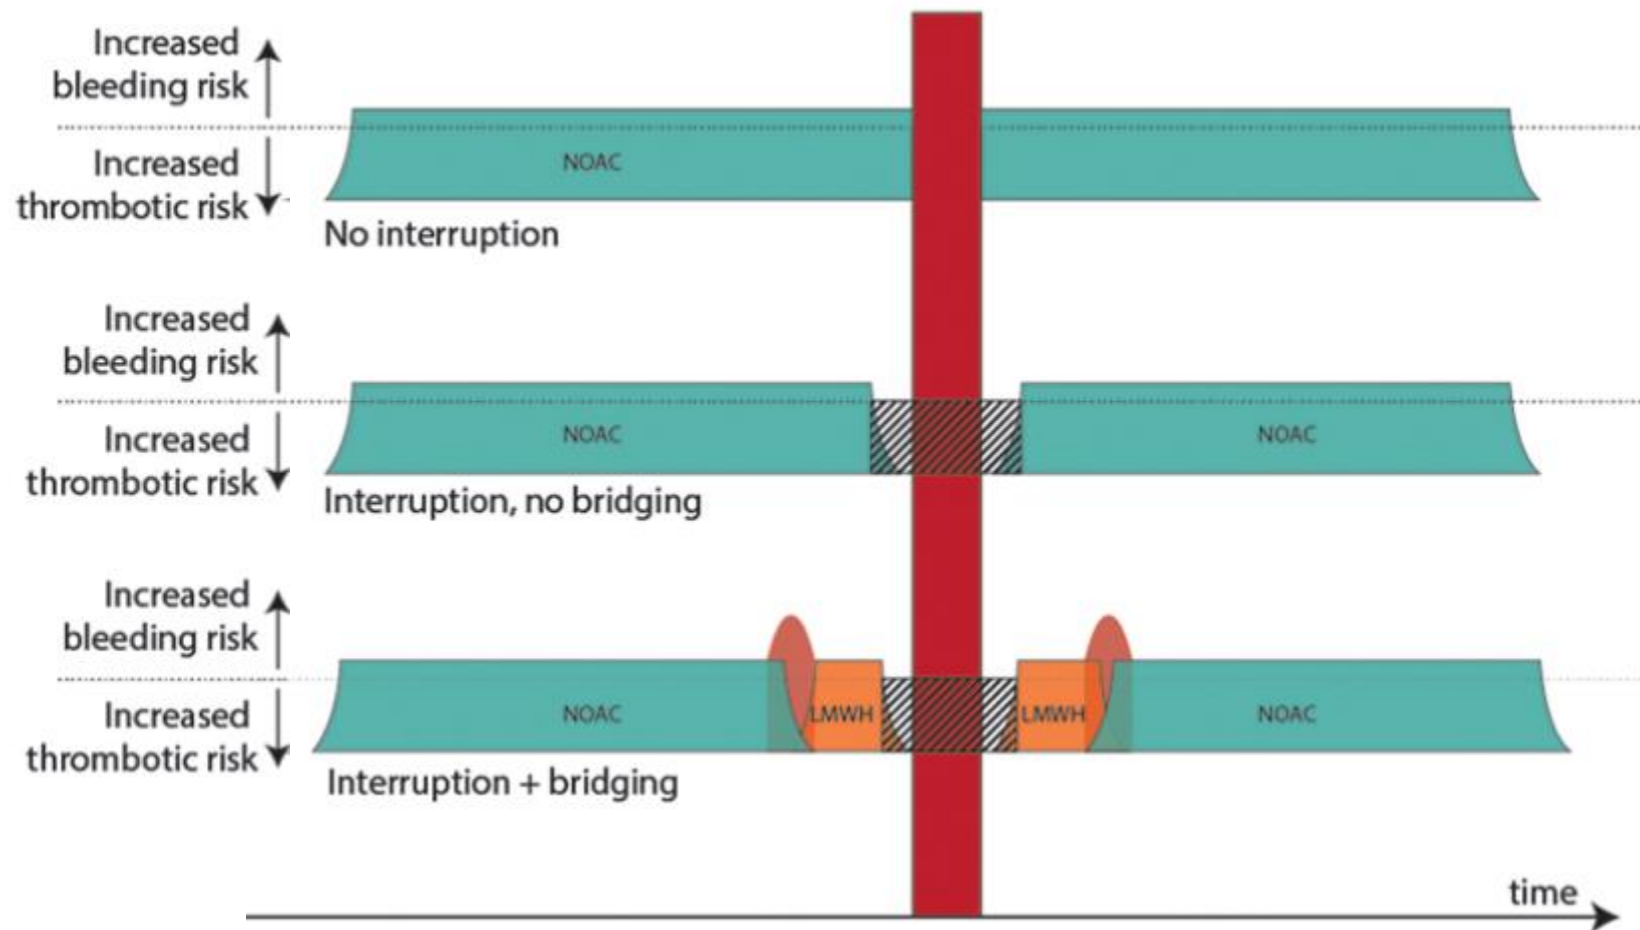 Increased
bleeding risk
Increased
thrombotic risk
NOAC
No interruption
Increased
bleeding risk
Increased
thrombotic risk
NOAC
NOAC
Interruption, no bridging
Increased
bleeding risk
Increased
thrombotic risk
NOAC
LMWH
LMWH
NOAC
Interruption + bridging
time